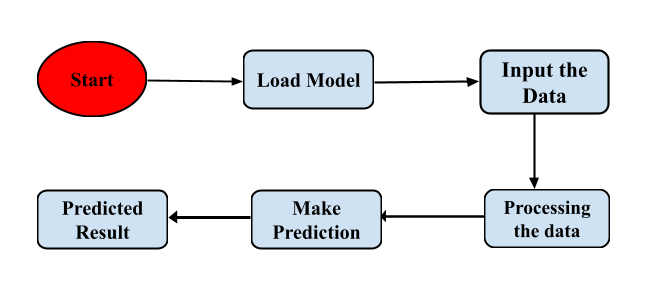 Start
Load Model
Input the
Data
Processing
the data
Make
Prediction
Predicted
Result